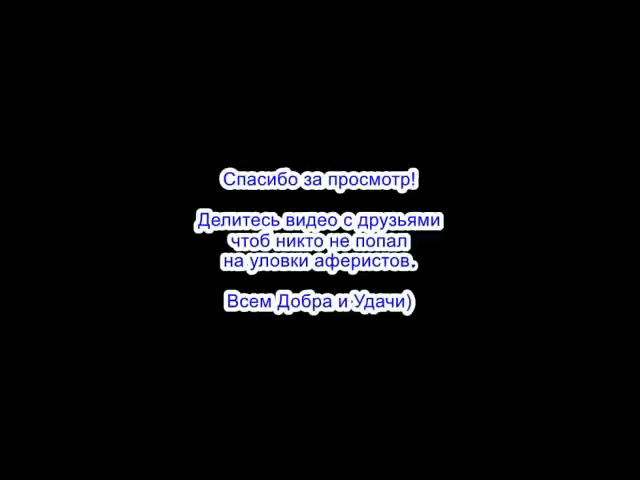 Спасибо за просмотр!
Делитесь видео с друзьями
чтоб никто не попал
на уловки аферистов.
Всем Добра и Удачи)